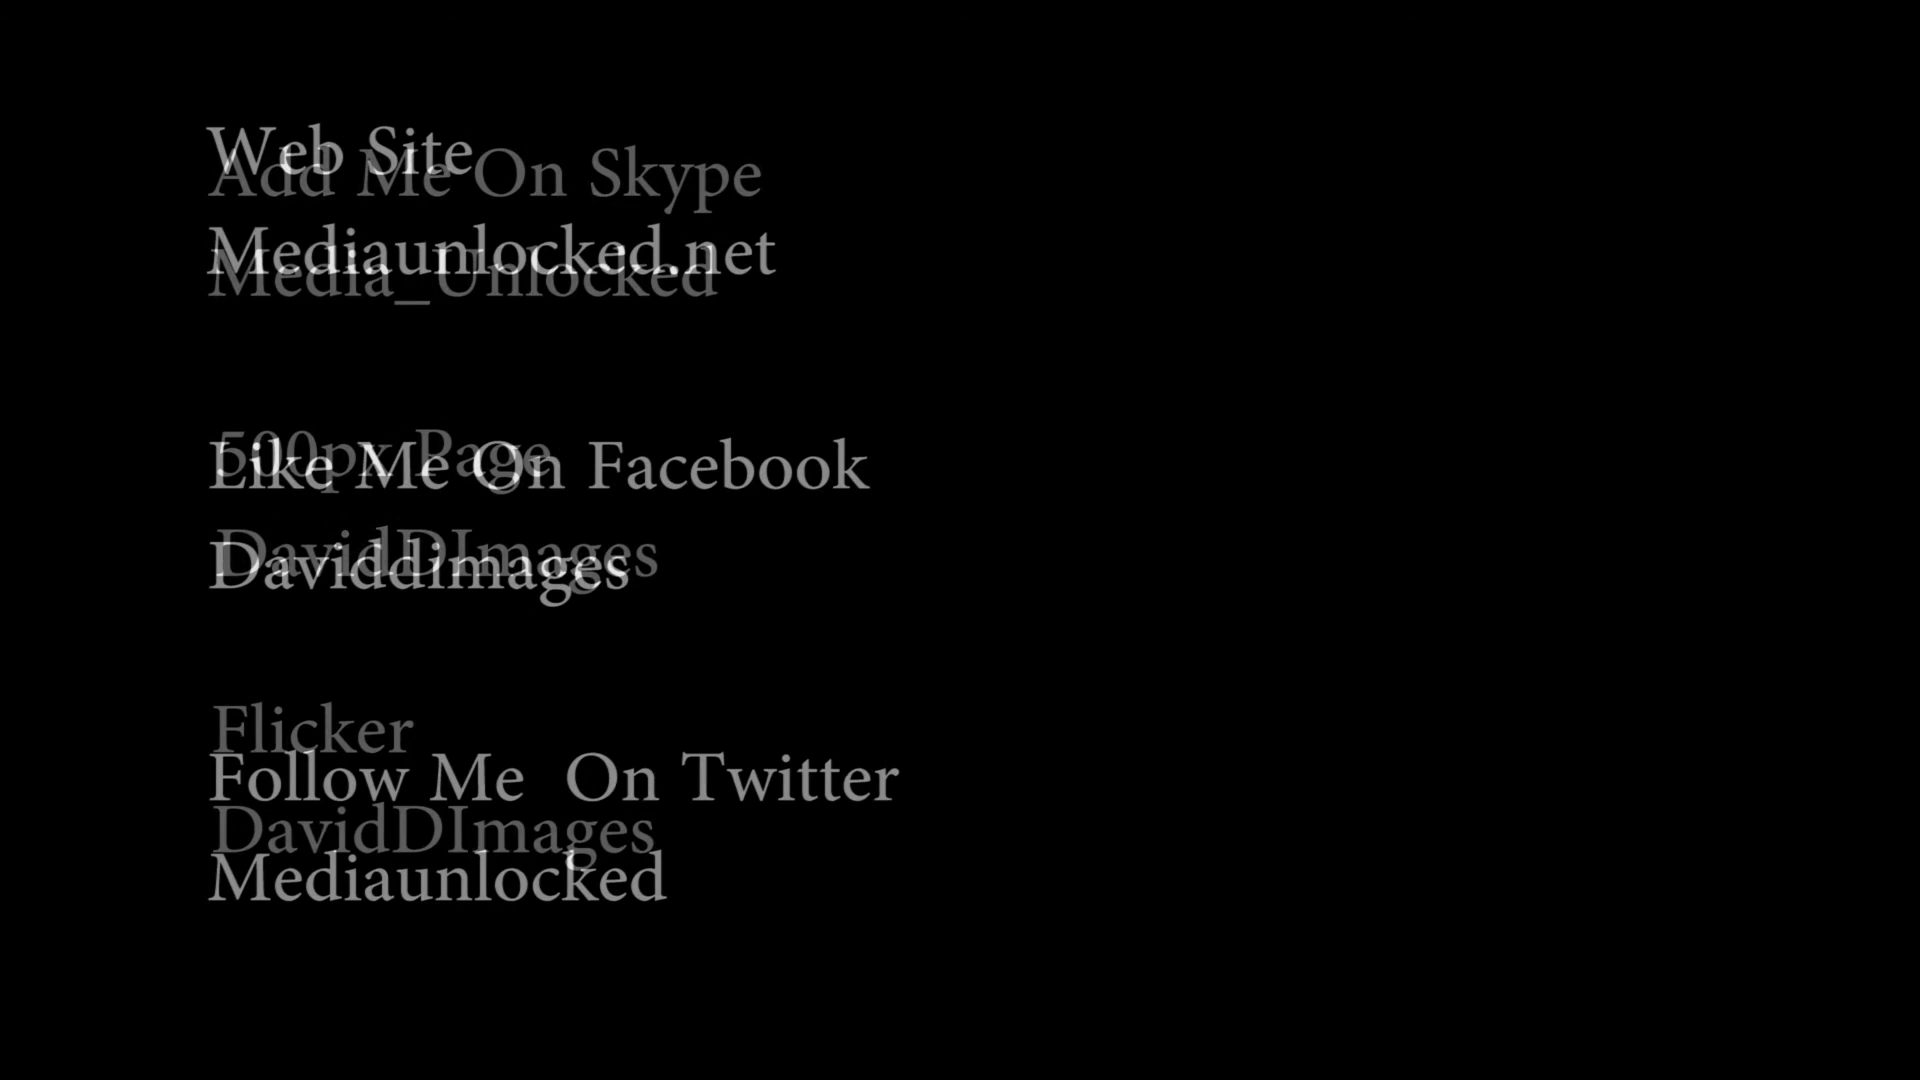 Web Site
Add Me On Skype
Mediaunlocked.net
Media_Unlocked
500px Page
Like Me On Facebook
DavidDImages
Daviddimages
Flicker
Follow Me  On Twitter
DavidDImages
Mediaunlocked